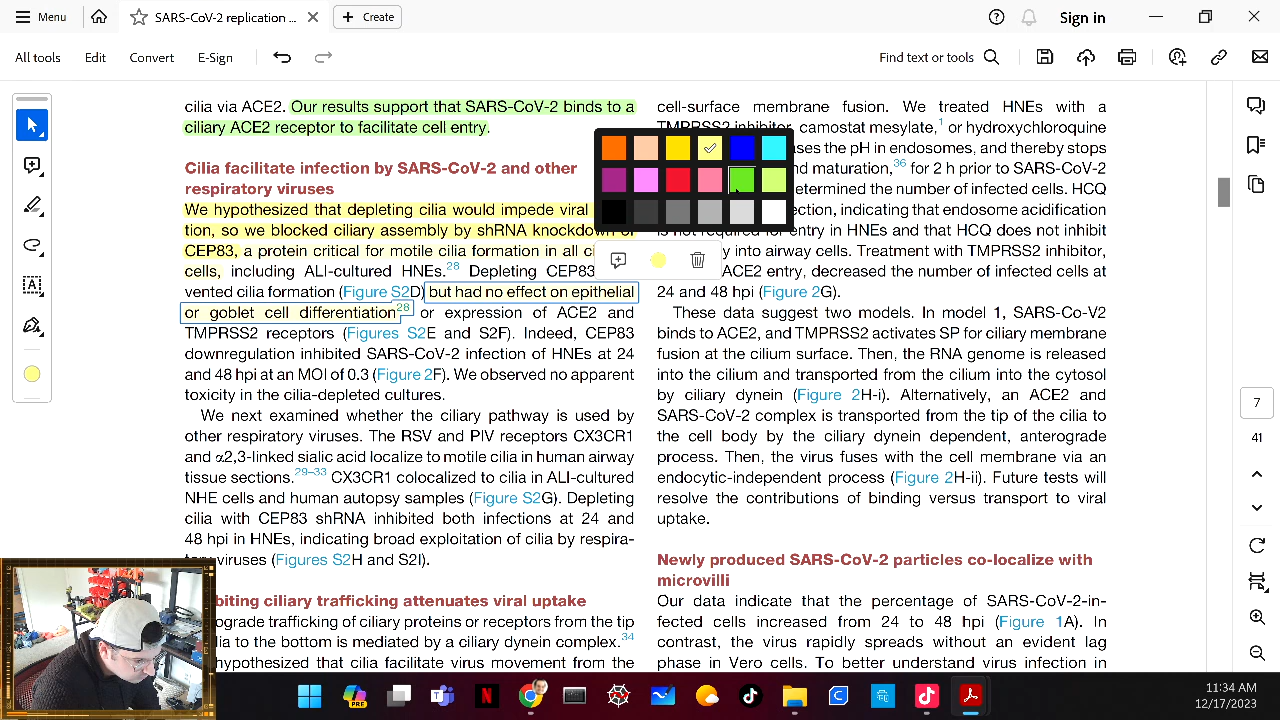 Menu
SARS-CoV-2 replication ...
Create
Sign in
All tools
Edit
Convert
E-Sign
Find text or tools
cilia via ACE2. Our results support that SARS-CoV-2 binds to a
ciliary ACE2 receptor to facilitate cell entry.
Cilia facilitate infection by SARS-CoV-2 and other
respiratory viruses
We hypothesized that depleting cilia would impede viral
tion, so we blocked ciliary assembly by shRNA knockdown of
CEP83, a protein critical for motile cilia formation in all c
cells, including ALI-cultured HNEs.28 Depleting CEP83
vented cilia formation (Figure S2D) but had no effect on epithelial
or goblet cell differentiation28 or expression of ACE2 and
TMPRSS2 receptors (Figures S2E and S2F). Indeed, CEP83
downregulation inhibited SARS-CoV-2 infection of HNEs at 24
and 48 hpi at an MOI of 0.3 (Figure 2F). We observed no apparent
toxicity in the cilia-depleted cultures.
We next examined whether the ciliary pathway is used by
other respiratory viruses. The RSV and PIV receptors CX3CR1
and α2,3-linked sialic acid localize to motile cilia in human airway
tissue sections.29–33 CX3CR1 colocalized to cilia in ALI-cultured
NHE cells and human autopsy samples (Figure S2G). Depleting
cilia with CEP83 shRNA inhibited both infections at 24 and
48 hpi in HNEs, indicating broad exploitation of cilia by respira-
viruses (Figures S2H and S2I).
biting ciliary trafficking attenuates viral uptake
ograde trafficking of ciliary proteins or receptors from the tip
lia to the bottom is mediated by a ciliary dynein complex.34
hypothesized that cilia facilitate virus movement from the
cell-surface membrane fusion. We treated HNEs with a
TMPRSS2 inhibitor, camostat mesylate,1 or hydroxychloroquine
ases the pH in endosomes, and thereby stops
nd maturation,36 for 2 h prior to SARS-CoV-2
etermined the number of infected cells. HCQ
ection, indicating that endosome acidification
is not required for entry in HNEs and that HCQ does not inhibit
y into airway cells. Treatment with TMPRSS2 inhibitor,
ACE2 entry, decreased the number of infected cells at
24 and 48 hpi (Figure 2G).
These data suggest two models. In model 1, SARS-Co-V2
binds to ACE2, and TMPRSS2 activates SP for ciliary membrane
fusion at the cilium surface. Then, the RNA genome is released
into the cilium and transported from the cilium into the cytosol
by ciliary dynein (Figure 2H-i). Alternatively, an ACE2 and
SARS-CoV-2 complex is transported from the tip of the cilia to
the cell body by the ciliary dynein dependent, anterograde
process. Then, the virus fuses with the cell membrane via an
endocytic-independent process (Figure 2H-ii). Future tests will
resolve the contributions of binding versus transport to viral
uptake.
Newly produced SARS-CoV-2 particles co-localize with
microvilli
Our data indicate that the percentage of SARS-CoV-2-in-
fected cells increased from 24 to 48 hpi (Figure 1A). In
contrast, the virus rapidly spreads without an evident lag
phase in Vero cells. To better understand virus infection in
7
41
PRE
11:34 AM
12/17/2023